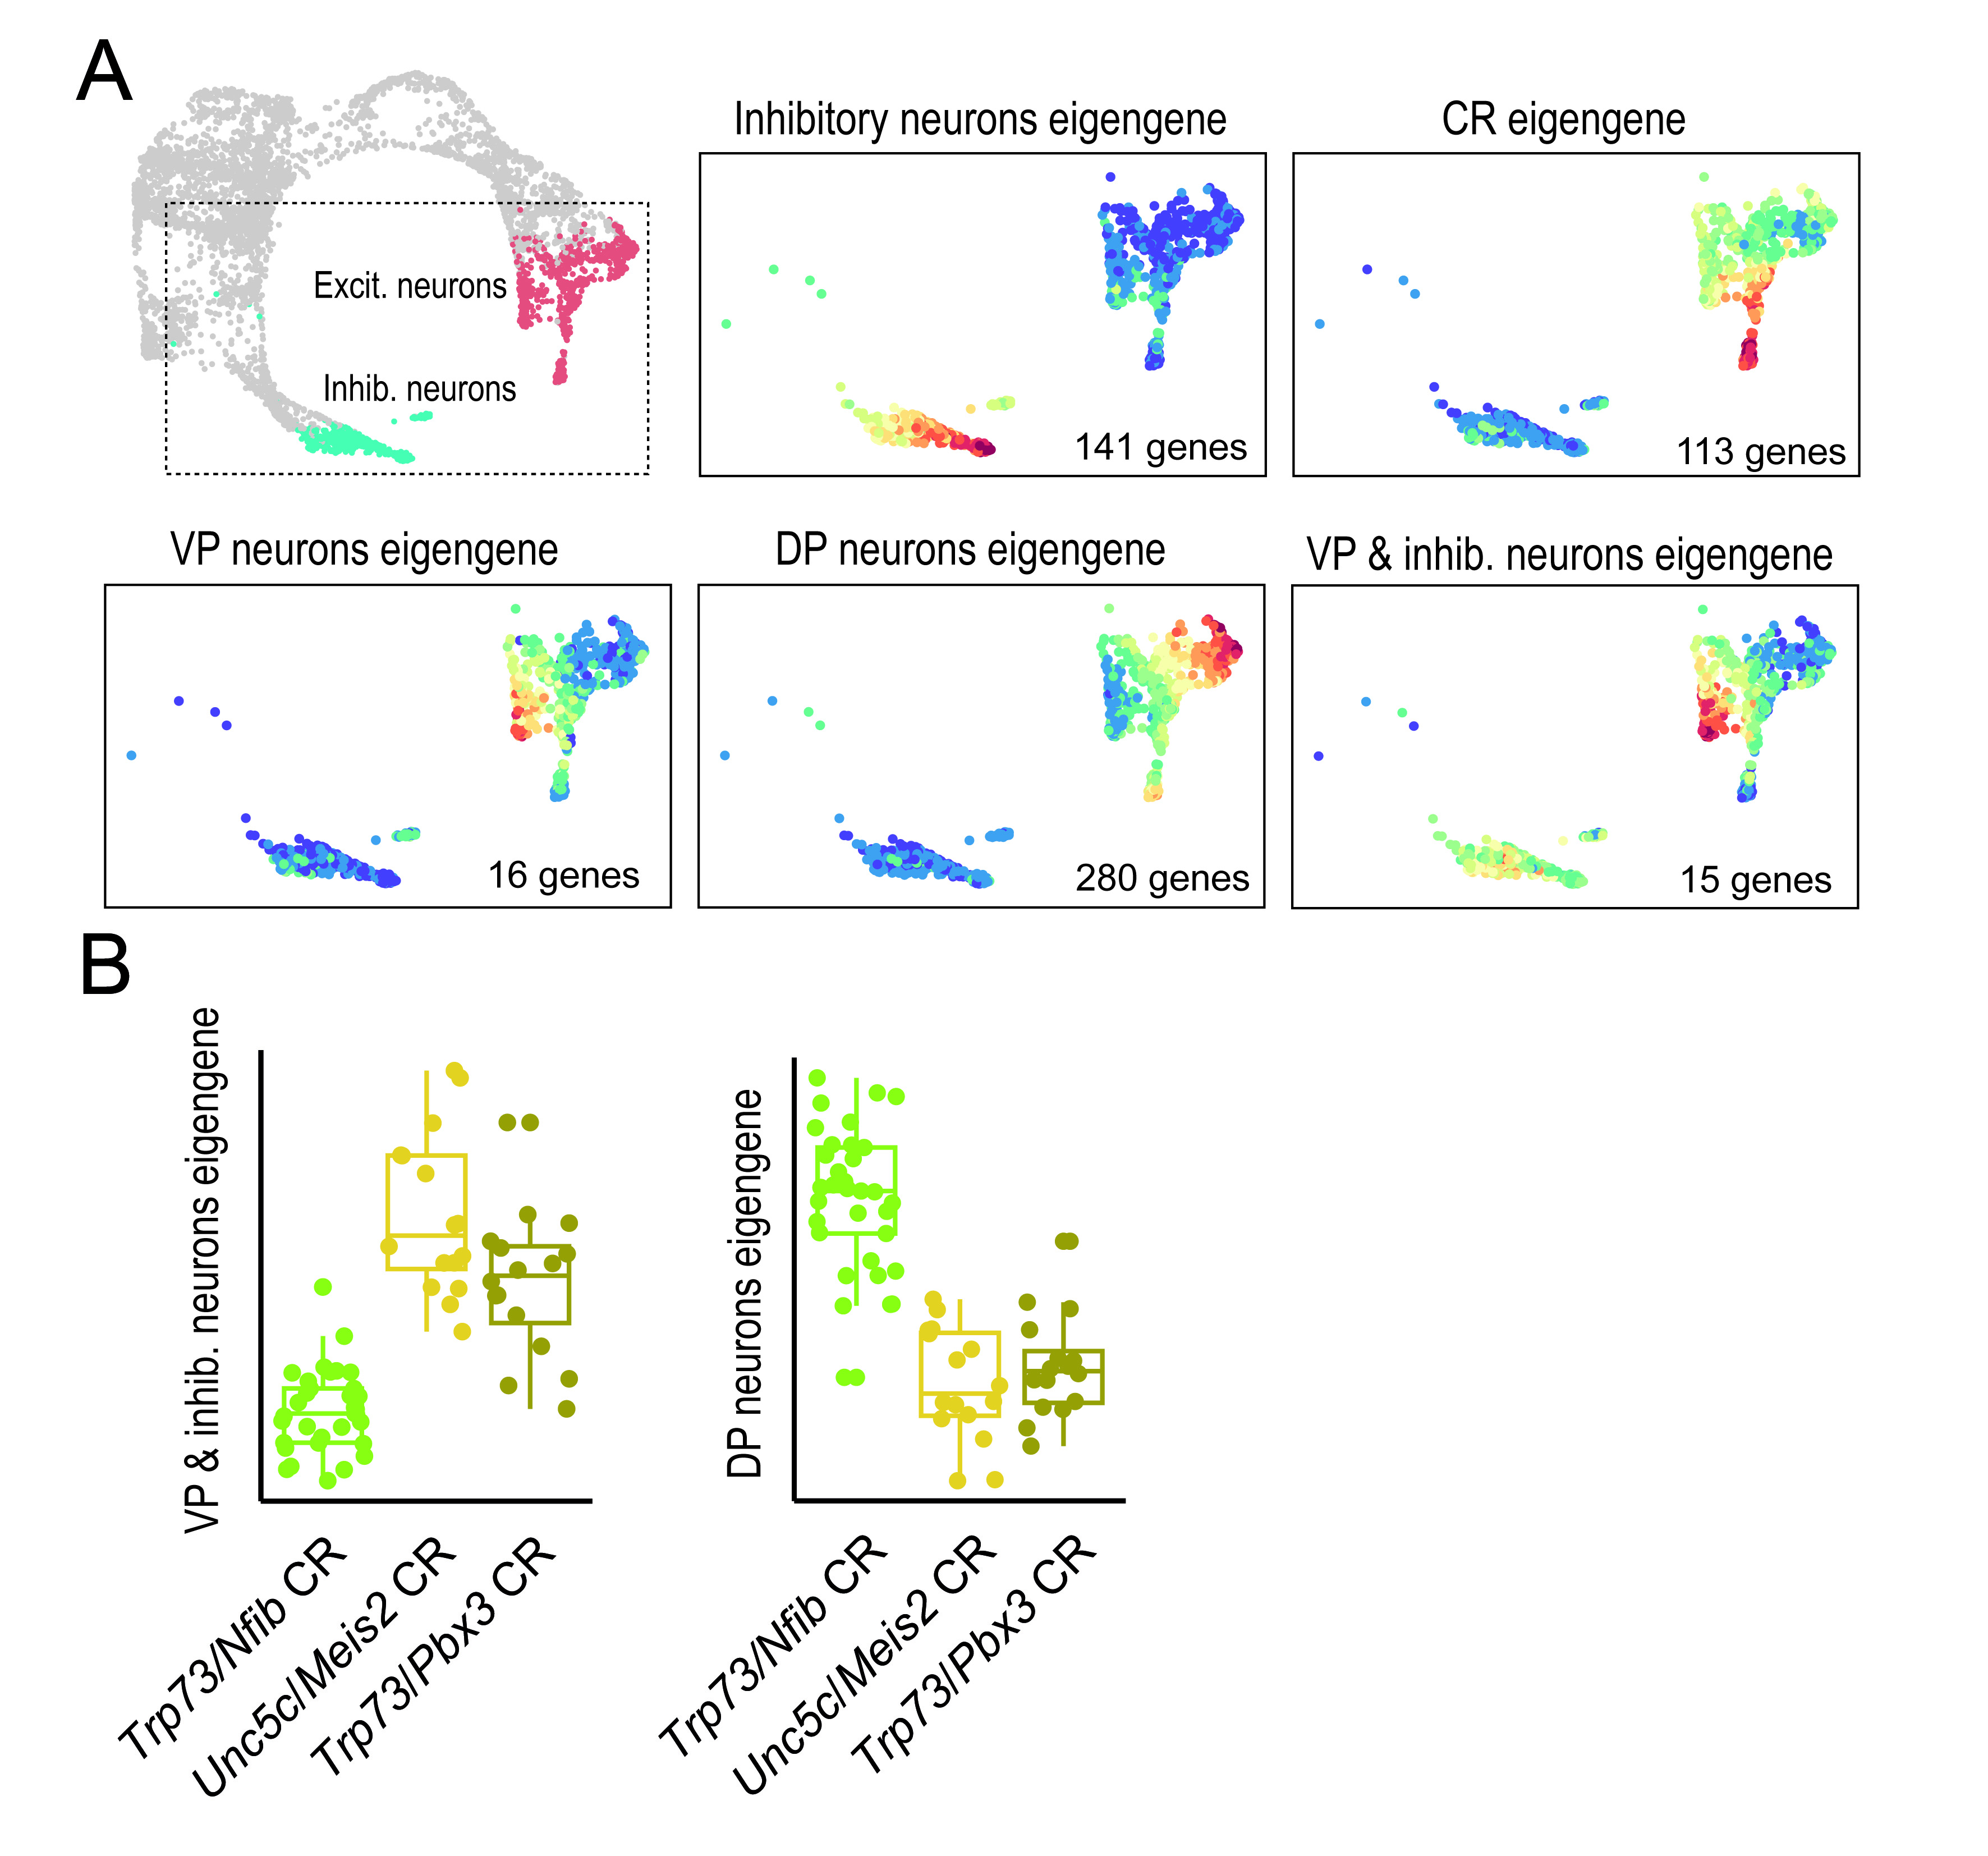 A
Excit. neurons
Inhib. neurons
Inhibitory neurons eigengene
141 genes
CR eigengene
113 genes
VP neurons eigengene
16 genes
DP neurons eigengene
280 genes
VP & inhib. neurons eigengene
15 genes
B
VP & inhib. neurons eigengene
Trp73/Nfib CR
Unc5c/Meis2 CR
Trp73/Pbx3 CR
DP neurons eigengene
Trp73/Nfib CR
Unc5c/Meis2 CR
Trp73/Pbx3 CR